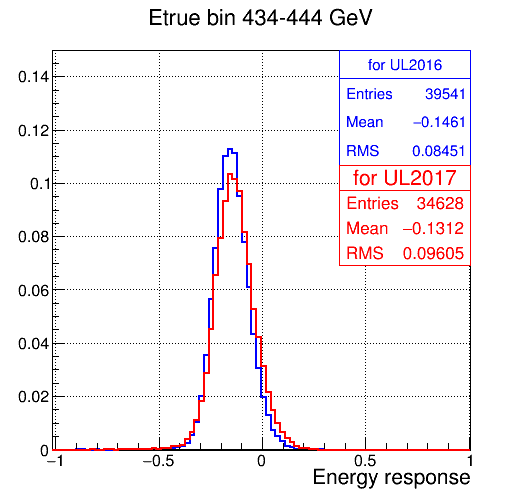 Etrue bin 434-444 GeV
for UL2016
Entries 39541
Mean −0.1461
RMS 0.08451
for UL2017
Entries 34628
Mean −0.1312
RMS 0.09605
0.14
0.12
0.1
0.08
0.06
0.04
0.02
0
−1 −0.5 0 0.5 1
Energy response